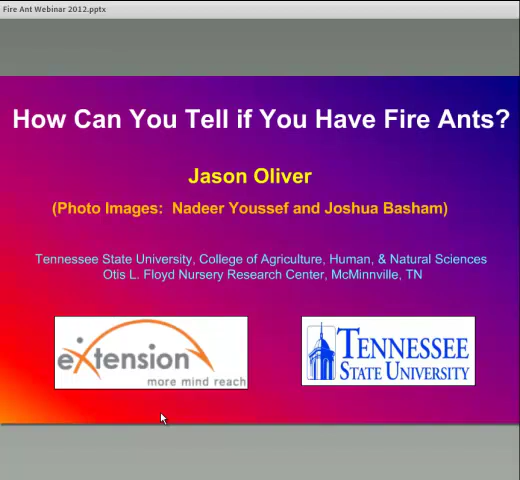 Fire Ant Webinar 2012.pptx
How Can You Tell if You Have Fire Ants?
Jason Oliver
(Photo Images: Nadeer Youssef and Joshua Basham)
Tennessee State University, College of Agriculture, Human, & Natural Sciences
Otis L. Floyd Nursery Research Center, McMinnville, TN
eXtension
more mind reach
TENNESSEE
STATE UNIVERSITY